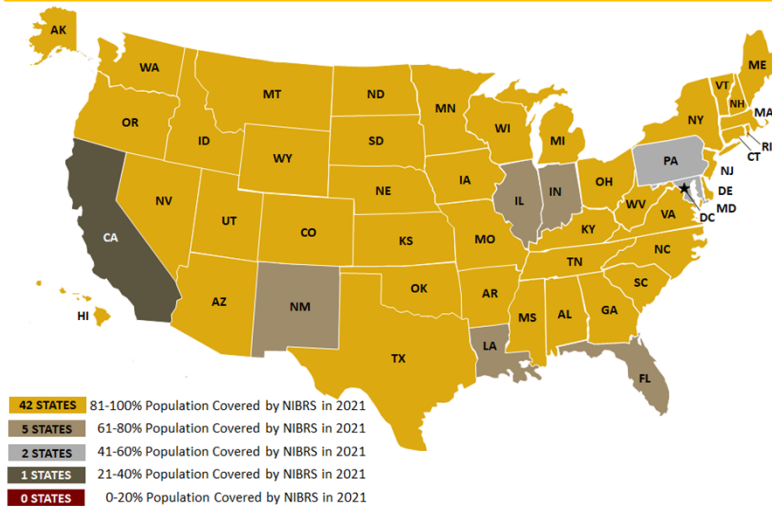 AK
WA
MT
ND
MN
ME
VT
NH
MA
OR
ID
SD
WI
NY
RI
CT
WY
MI
PA
NJ
NV
UT
NE
IA
IL
IN
OH
DE
MD
CA
CO
KS
MO
WV
VA
DC
KY
NC
TN
AZ
NM
OK
AR
SC
HI
TX
MS
AL
GA
LA
FL
42 STATES 81-100% Population Covered by NIBRS in 2021
5 STATES 61-80% Population Covered by NIBRS in 2021
2 STATES 41-60% Population Covered by NIBRS in 2021
1 STATES 21-40% Population Covered by NIBRS in 2021
0 STATES 0-20% Population Covered by NIBRS in 2021